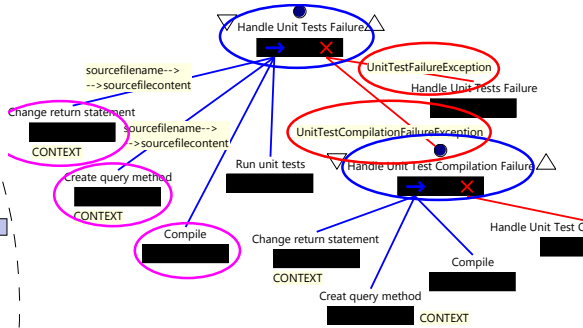 Handle Unit Tests Failure
sourcefilename-->
-->sourcefilecontent
UnitTestFailureException
Handle Unit Tests Failure
Change return statement
CONTEXT
sourcefilename-->
->sourcefilecontent
UnitTestCompilationFailureException
Run unit tests
Create query method
CONTEXT
Handle Unit Test Compilation Failure
Compile
Change return statement
CONTEXT
Handle Unit Test C
Compile
Creat query method
CONTEXT